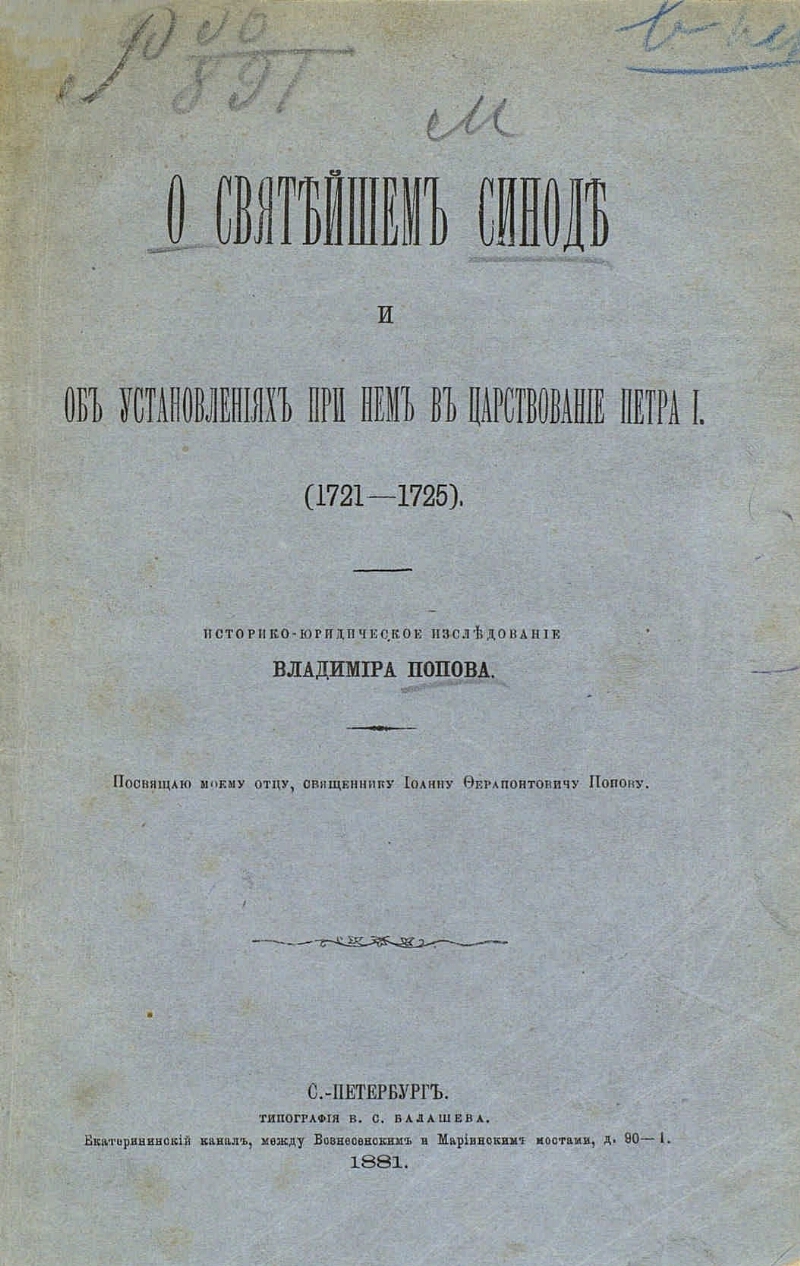 891
М
О СВЯТѢЙШЕМЪ СИНОДѢ
И
ОБЪ УСТАНОВЛЕНІЯХЪ ПРИ НЕМЪ ВЪ ЦАРСТВОВАНІЕ ПЕТРА I.
(1721—1725).
ИСТОРИКО-ЮРИДИЧЕСКОЕ ИЗСЛѢДОВАНІЕ
ВЛАДИМІРА ПОПОВА.
Посвящаю моему отцу, священнику Іоанну Ѳерапонтовичу Попову.
С.-ПЕТЕРБУРГЪ.
ТИПОГРАФІЯ В. С. БАЛАШЕВА.
Екатерининскій каналъ, между Вознесенскимъ и Маріинскимъ мостами, д. 90—1.
1881.